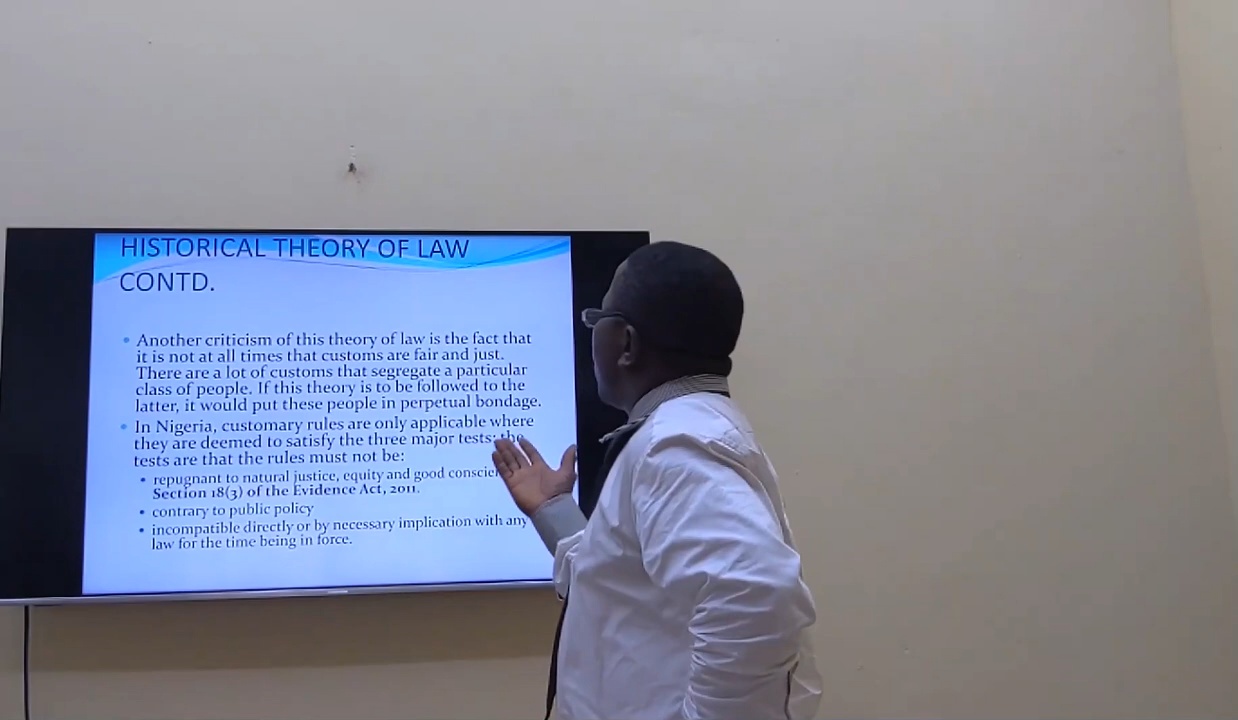 HISTORICAL THEORY OF LAW
CONTD.
• Another criticism of this theory of law is the fact that
it is not at all times that customs are fair and just.
There are a lot of customs that segregate a particular
class of people. If this theory is to be followed to the
latter, it would put these people in perpetual bondage.
• In Nigeria, customary rules are only applicable where
they are deemed to satisfy the three major tests; the
tests are that the rules must not be:
• repugnant to natural justice, equity and good
Section 18(3) of the Evidence Act, 2011.
• contrary to public policy
• incompatible directly or by necessary implication with any
law for the time being in force.